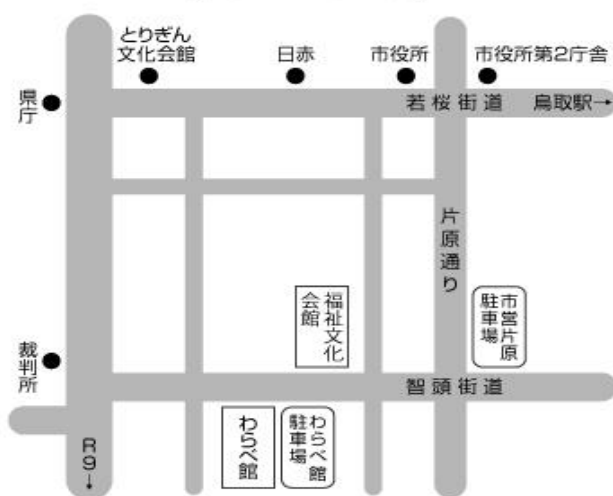 とりぎん
文化会館
日赤
市役所
市役所第2庁舎
県庁
若桜街道
鳥取駅→
片原通り
福祉文化
会館
市営片原
駐車場
裁判所
智頭街道
わらべ館
わらべ館
駐車場
R9→